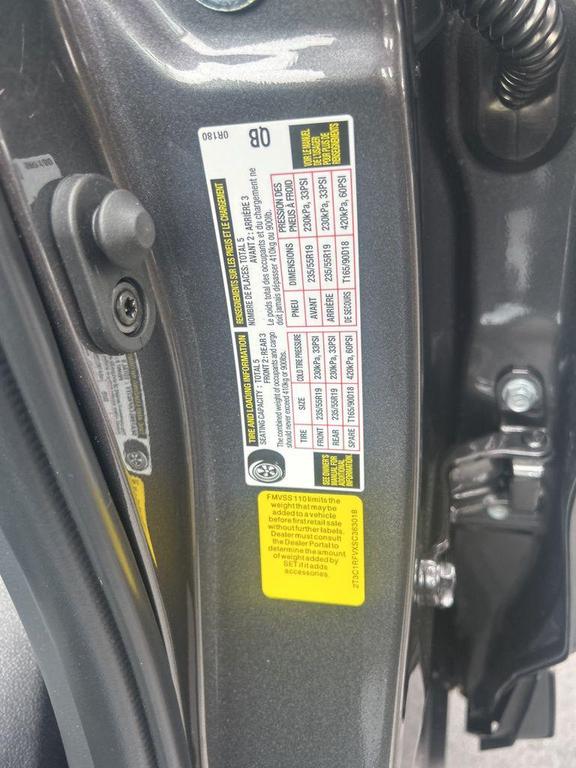 TIRE AND LOADING INFORMATION
SEATING CAPACITY : TOTAL 5
FRONT 2 : REAR 3
The combined weight of occupants and cargo
should never exceed 410kg or 900lbs.
TIRE SIZE COLD TIRE PRESSURE
FRONT 235/55R19 230kPa, 33PSI
REAR 235/55R19 230kPa, 33PSI
SPARE T165/90D18 420kPa, 60PSI
SEE OWNER'S
MANUAL FOR
ADDITIONAL
INFORMATION
RENSEIGNEMENTS SUR LES PNEUS ET LE CHARGEMENT
NOMBRE DE PLACES: TOTAL 5
AVANT 2 : ARRIÈRE 3
Le poids total des occupants et du chargement ne
doit jamais dépasser 410kg ou 900lb.
PNEU DIMENSIONS PRESSION DES
PNEUS À FROID
AVANT 235/55R19 230kPa, 33PSI
ARRIÈRE 235/55R19 230kPa, 33PSI
DE SECOURS T165/90D18 420kPa, 60PSI
VOIR LE MANUEL
DE L'USAGER
POUR PLUS DE
RENSEIGNEMENTS
0R180
QB
FMVSS 110 limits the
weight that may be
added to a vehicle
before first retail sale
without further labeling.
Dealer must consult
the Dealer Portal to
determine the amount
of weight added by
SET if it adds
accessories.
2T3C1RFVXSC363018